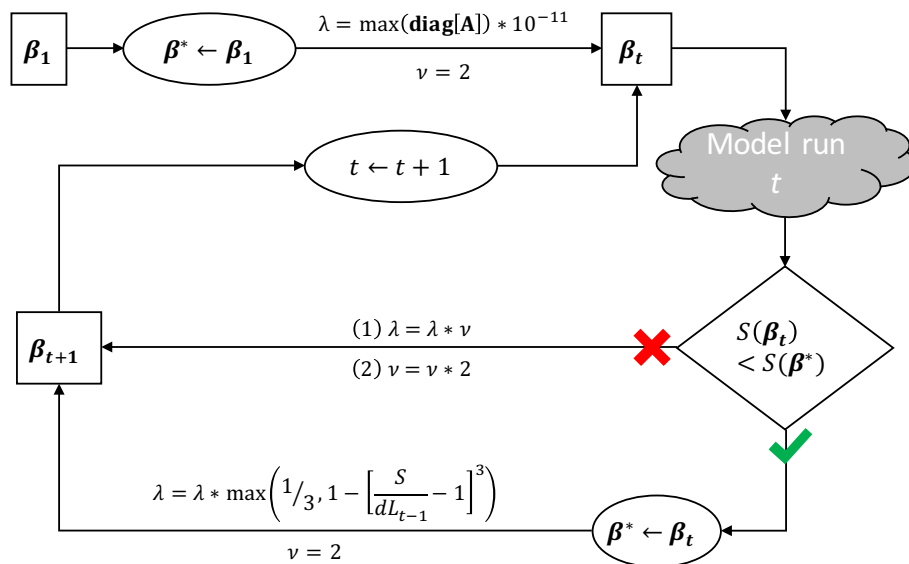 𝜷₁
𝜷* ← 𝜷₁
λ = max(𝐝𝐢𝐚𝐠[𝐀]) ∗ 10⁻¹¹
ν = 2
𝜷ₜ
Model run
t
t ← t + 1
𝜷ₜ₊₁
(1) λ = λ ∗ ν
(2) ν = ν ∗ 2
S(𝜷ₜ)
< S(𝜷*)
λ = λ ∗ max(1/3, 1 − [S/dLₜ₋₁ − 1]³)
ν = 2
𝜷* ← 𝜷ₜ